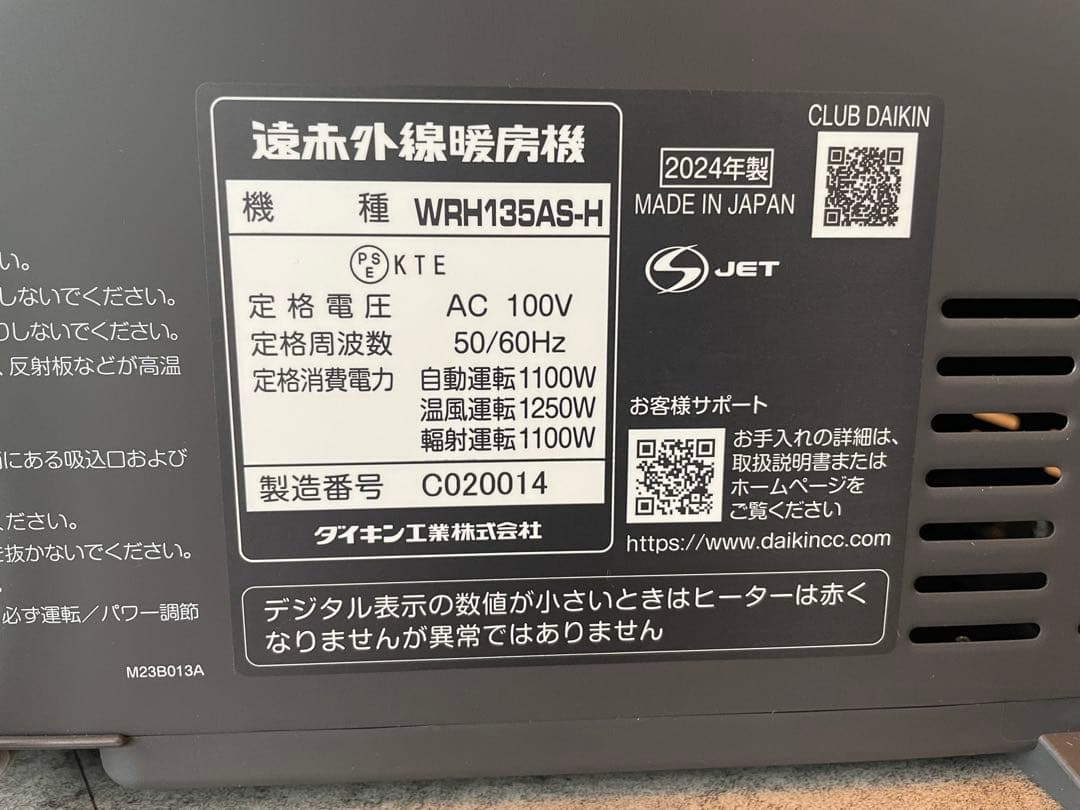 遠赤外線暖房機
機種 WRH135AS-H
PSE KTE
定格電圧 AC 100V
定格周波数 50/60Hz
定格消費電力 自動運転1100W
温風運転1250W
輻射運転1100W
製造番号 C020014
ダイキン工業株式会社
2024年製
MADE IN JAPAN
CLUB DAIKIN
S JET
お客様サポート
お手入れの詳細は、
取扱説明書または
ホームページを
ご覧ください
https://www.daikincc.com
デジタル表示の数値が小さいときはヒーターは赤く
なりませんが異常ではありません
い。
しないでください。
りしないでください。
、反射板などが高温
にある吸込口および
ください。
を抜かないでください。
必ず運転／パワー調節
M23B013A